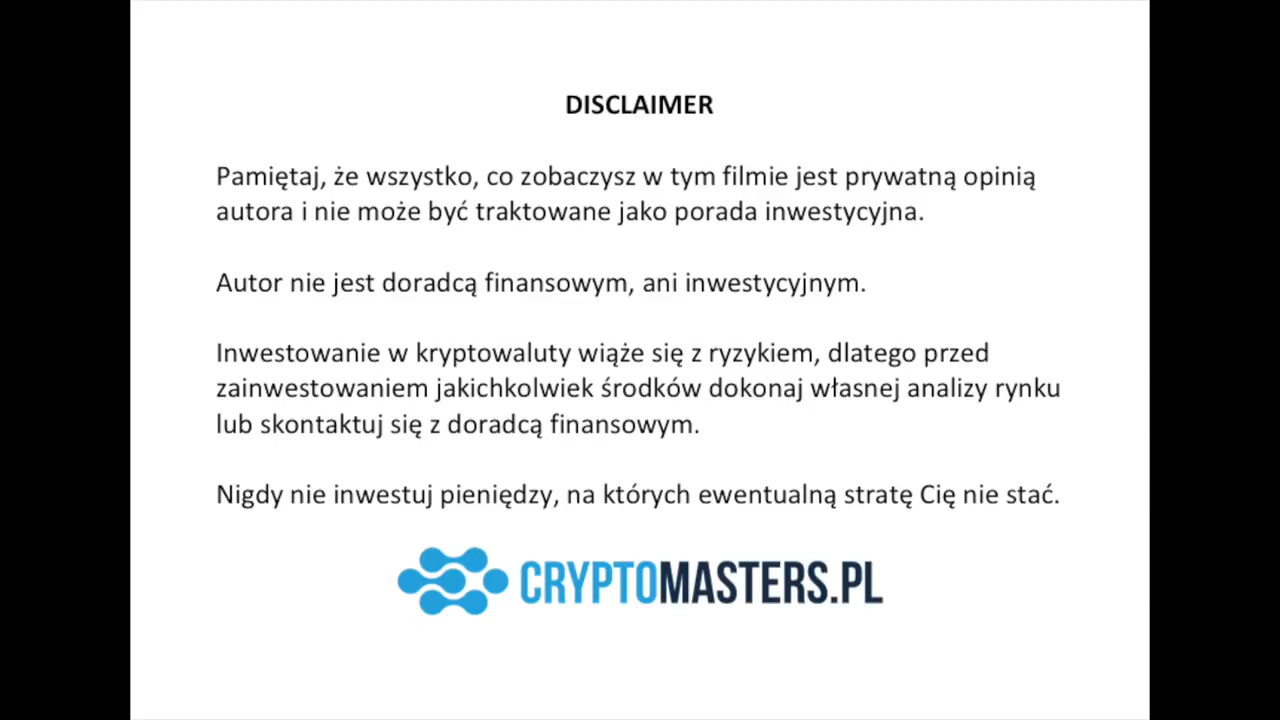 DISCLAIMER
Pamiętaj, że wszystko, co zobaczysz w tym filmie jest prywatną opinią
autora i nie może być traktowane jako porada inwestycyjna.
Autor nie jest doradcą finansowym, ani inwestycyjnym.
Inwestowanie w kryptowaluty wiąże się z ryzykiem, dlatego przed
zainwestowaniem jakichkolwiek środków dokonaj własnej analizy rynku
lub skontaktuj się z doradcą finansowym.
Nigdy nie inwestuj pieniędzy, na których ewentualną stratę Cię nie stać.
CRYPTOMASTERS.PL